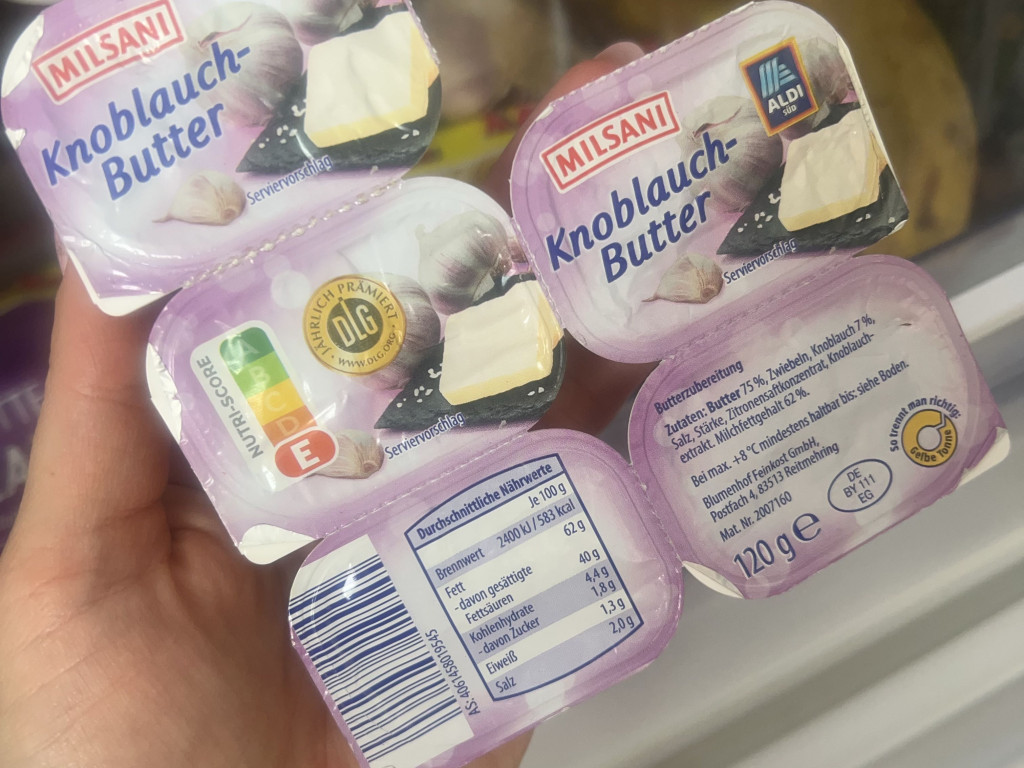 MILSANI
Knoblauch-
Butter
Serviervorschlag
ALDI
SÜD
MILSANI
Knoblauch-
Butter
Serviervorschlag
NUTRI-SCORE
A
B
C
D
E
JÄHRLICH PRÄMIERT
DLG
WWW.DLG.ORG
Serviervorschlag
Butterzubereitung
Zutaten: Butter 75 %, Zwiebeln, Knoblauch 7 %,
Salz, Stärke, Zitronensaftkonzentrat, Knoblauch-
extrakt. Milchfettgehalt 62 %.
Bei max. +8 °C mindestens haltbar bis: siehe Boden.
Blumenhof Feinkost GmbH,
Postfach 4, 83513 Reitmehring
Mat. Nr. 2007160
120 g e
DE
BY 111
EG
So trennt man richtig:
Gelbe Tonne
Durchschnittliche Nährwerte
Je 100 g
Brennwert 2400 kJ / 583 kcal
Fett 62 g
- davon gesättigte
Fettsäuren 40 g
Kohlenhydrate 4,4 g
- davon Zucker 1,8 g
Eiweiß 1,3 g
Salz 2,0 g
AS: 4061458019545